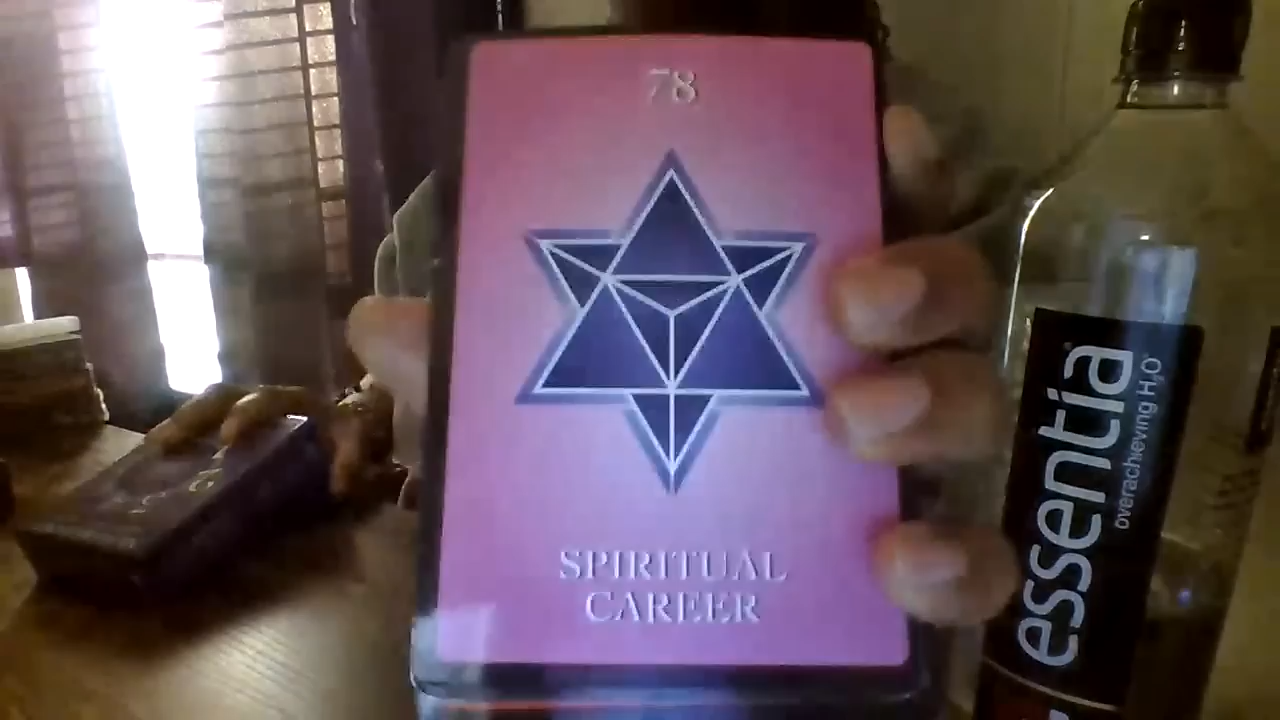 78
SPIRITUAL
CAREER
essentia
overachieving H₂O